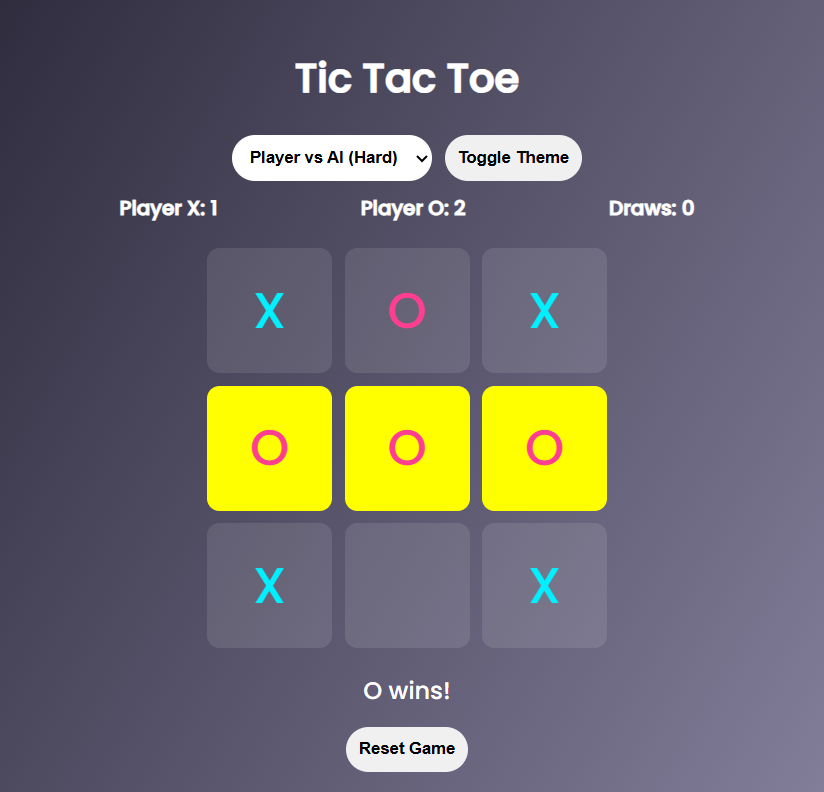 Tic Tac Toe
Player vs AI (Hard) Toggle Theme
Player X: 1 Player O: 2 Draws: 0
X O X
O O O
X X
O wins!
Reset Game